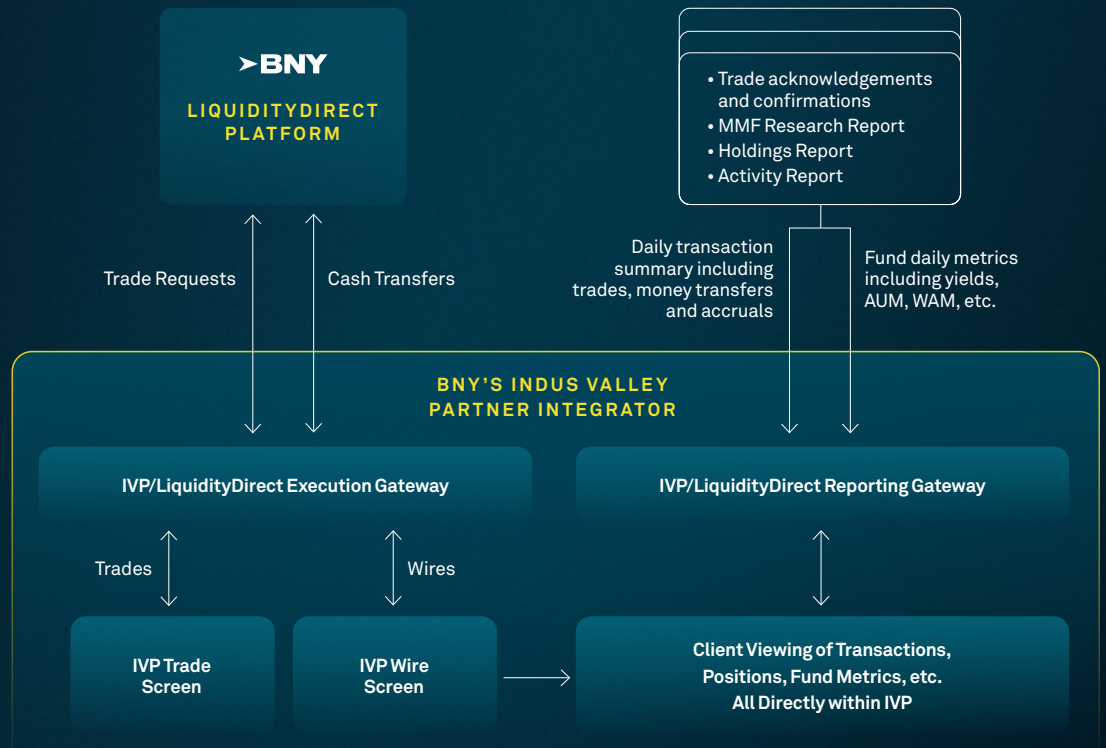 BNY
LIQUIDITYDIRECT
PLATFORM
• Trade acknowledgements
and confirmations
• MMF Research Report
• Holdings Report
• Activity Report
Trade Requests
Cash Transfers
Daily transaction
summary including
trades, money transfers
and accruals
Fund daily metrics
including yields,
AUM, WAM, etc.
BNY'S INDUS VALLEY
PARTNER INTEGRATOR
IVP/LiquidityDirect Execution Gateway
IVP/LiquidityDirect Reporting Gateway
Trades
Wires
IVP Trade
Screen
IVP Wire
Screen
Client Viewing of Transactions,
Positions, Fund Metrics, etc.
All Directly within IVP